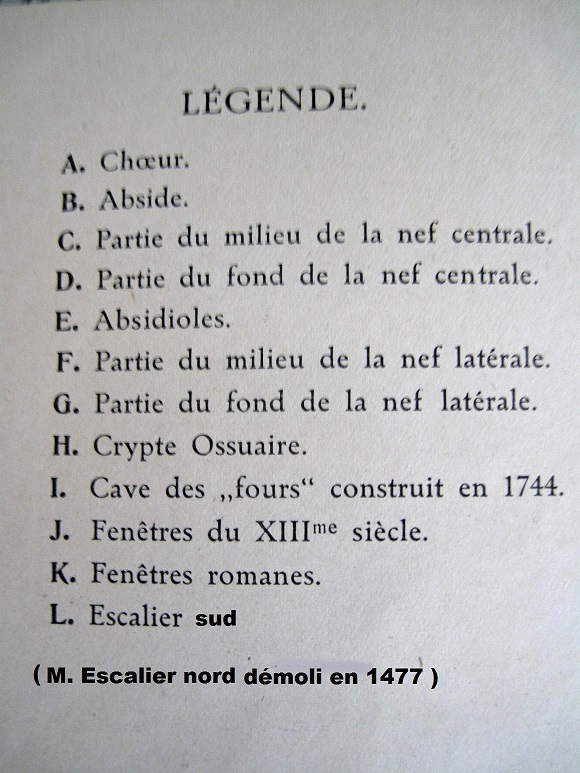 LÉGENDE.
A. Chœur.
B. Abside.
C. Partie du milieu de la nef centrale.
D. Partie du fond de la nef centrale.
E. Absidioles.
F. Partie du milieu de la nef latérale.
G. Partie du fond de la nef latérale.
H. Crypte Ossuaire.
I. Cave des „fours“ construit en 1744.
J. Fenêtres du XIIIme siècle.
K. Fenêtres romanes.
L. Escalier sud
( M. Escalier nord démoli en 1477 )